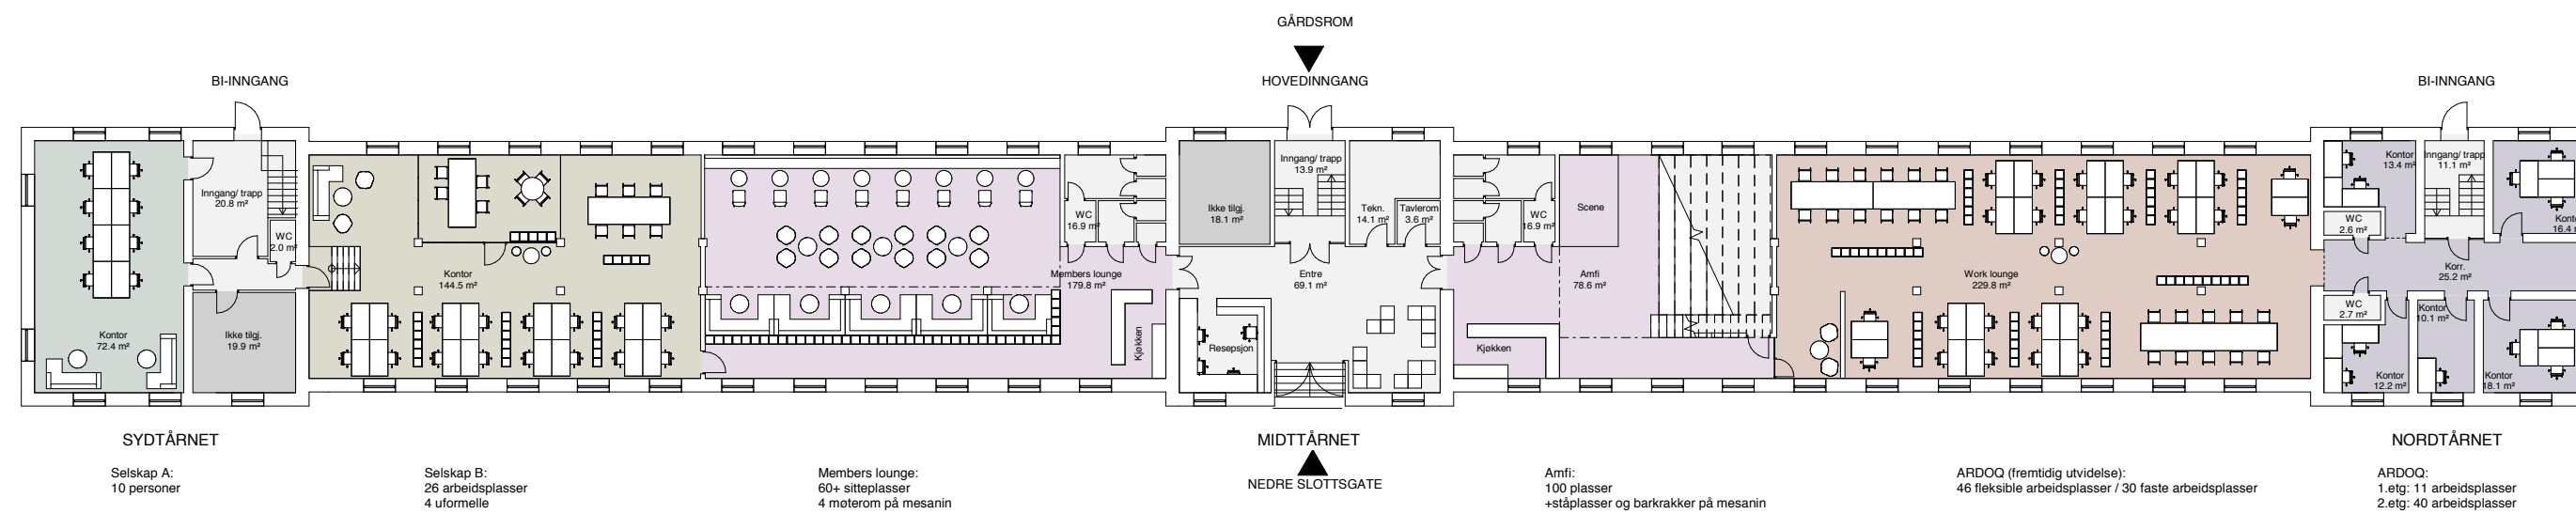 GÅRDSROM
HOVEDINNGANG
BI-INNGANG
BI-INNGANG
Kontor
72.4 m²
Inngang/ trapp
20.8 m²
WC
2.0 m²
Ikke tilgj.
19.9 m²
Kontor
144.5 m²
Members lounge
179.8 m²
WC
16.9 m²
Kjøkken
Ikke tilgj.
18.1 m²
Inngang/ trapp
13.9 m²
Tekn.
14.1 m²
Tavlerom
3.6 m²
Entre
69.1 m²
Resepsjon
WC
16.9 m²
Kjøkken
Scene
Amfi
78.6 m²
Work lounge
229.8 m²
Kontor
13.4 m²
Inngang/ trapp
11.1 m²
WC
2.6 m²
Korr.
25.2 m²
WC
2.7 m²
Kontor
10.1 m²
Kontor
12.2 m²
Kontor
18.1 m²
16.4
SYDTÅRNET
MIDTTÅRNET
NORDTÅRNET
NEDRE SLOTTSGATE
Selskap A:
10 personer
Selskap B:
26 arbeidsplasser
4 uformelle
Members lounge:
60+ sitteplasser
4 møterom på mesanin
Amfi:
100 plasser
+ståplasser og barkrakker på mesanin
ARDOQ (fremtidig utvidelse):
46 fleksible arbeidsplasser / 30 faste arbeidsplasser
ARDOQ:
1.etg: 11 arbeidsplasser
2.etg: 40 arbeidsplasser